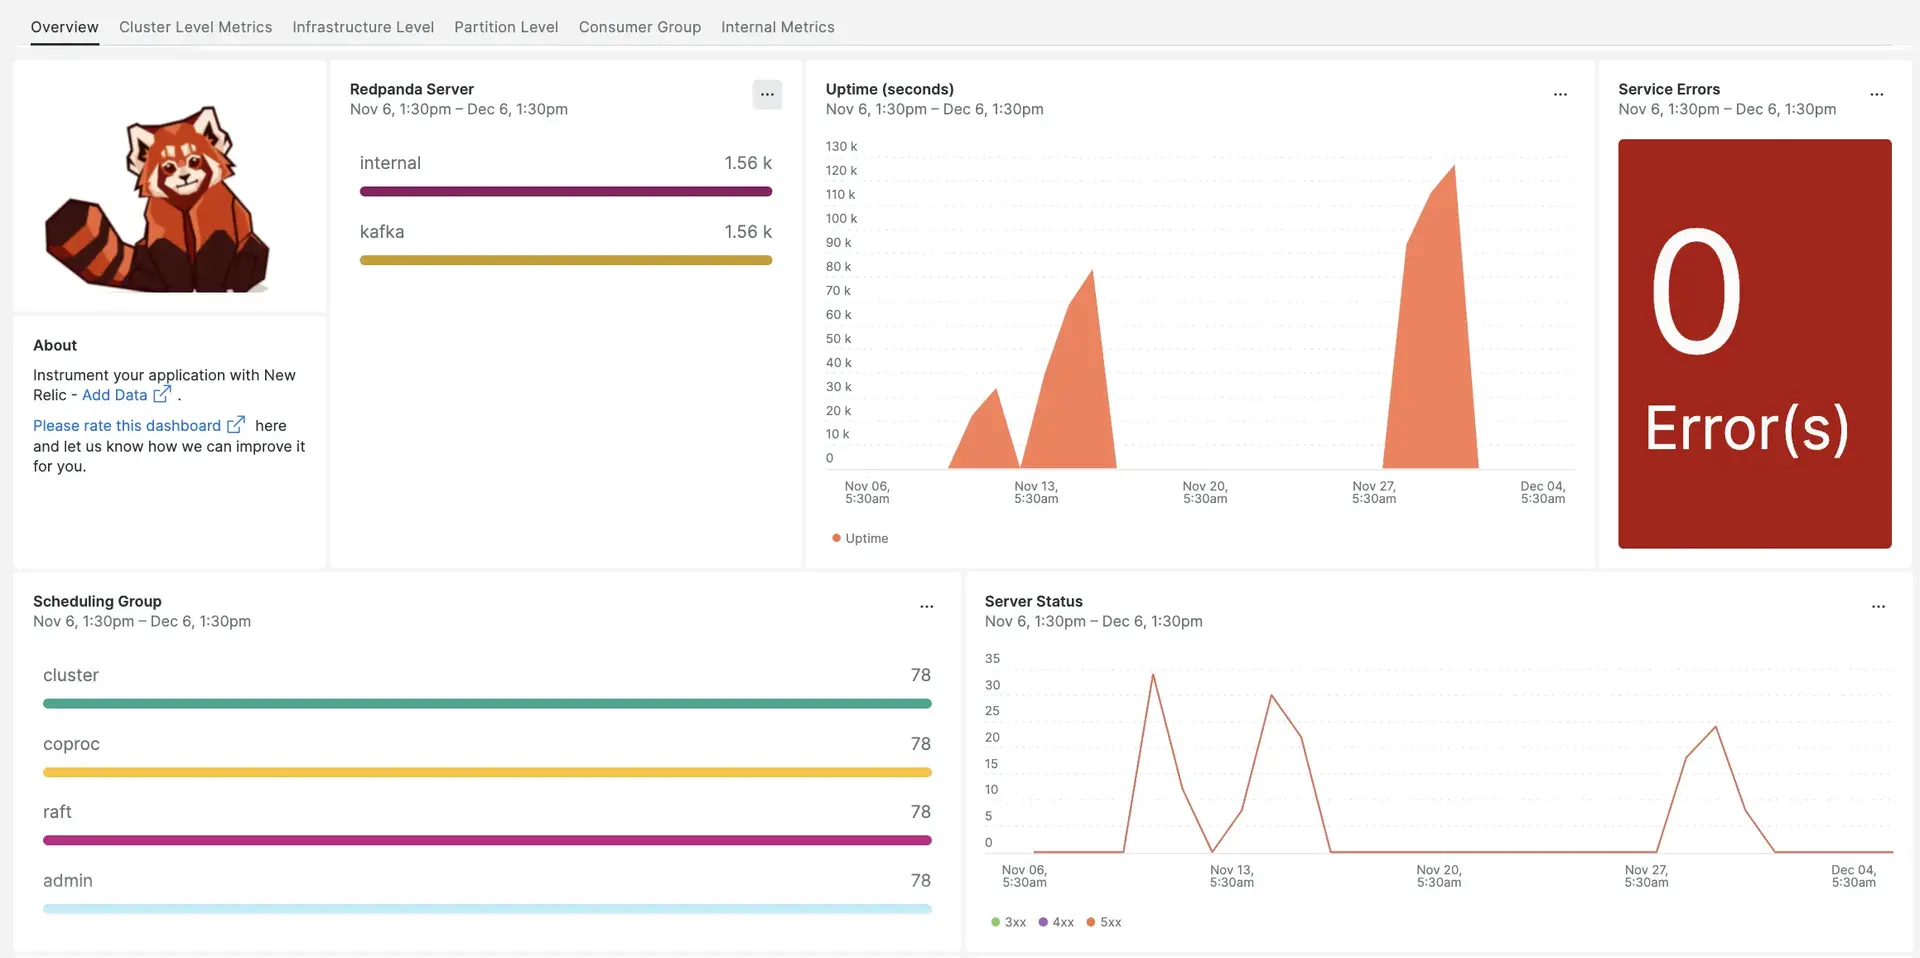 Overview Cluster Level Metrics Infrastructure Level Partition Level Consumer Group Internal Metrics
About
Instrument your application with New
Relic - Add Data .
Please rate this dashboard here
and let us know how we can improve it
for you.
Redpanda Server
Nov 6, 1:30pm – Dec 6, 1:30pm
...
internal 1.56 k
kafka 1.56 k
Uptime (seconds)
Nov 6, 1:30pm – Dec 6, 1:30pm
...
130 k
120 k
110 k
100 k
90 k
80 k
70 k
60 k
50 k
40 k
30 k
20 k
10 k
0
Nov 06, Nov 13, Nov 20, Nov 27, Dec 04,
5:30am 5:30am 5:30am 5:30am 5:30am
Uptime
Service Errors
Nov 6, 1:30pm – Dec 6, 1:30pm
...
0
Error(s)
Scheduling Group
Nov 6, 1:30pm – Dec 6, 1:30pm
...
cluster 78
coproc 78
raft 78
admin 78
Server Status
Nov 6, 1:30pm – Dec 6, 1:30pm
...
35
30
25
20
15
10
5
0
Nov 06, Nov 13, Nov 20, Nov 27, Dec 04,
5:30am 5:30am 5:30am 5:30am 5:30am
3xx 4xx 5xx